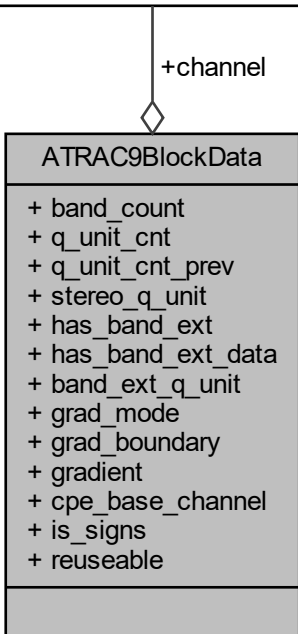 +channel
ATRAC9BlockData
+ band_count
+ q_unit_cnt
+ q_unit_cnt_prev
+ stereo_q_unit
+ has_band_ext
+ has_band_ext_data
+ band_ext_q_unit
+ grad_mode
+ grad_boundary
+ gradient
+ cpe_base_channel
+ is_signs
+ reuseable